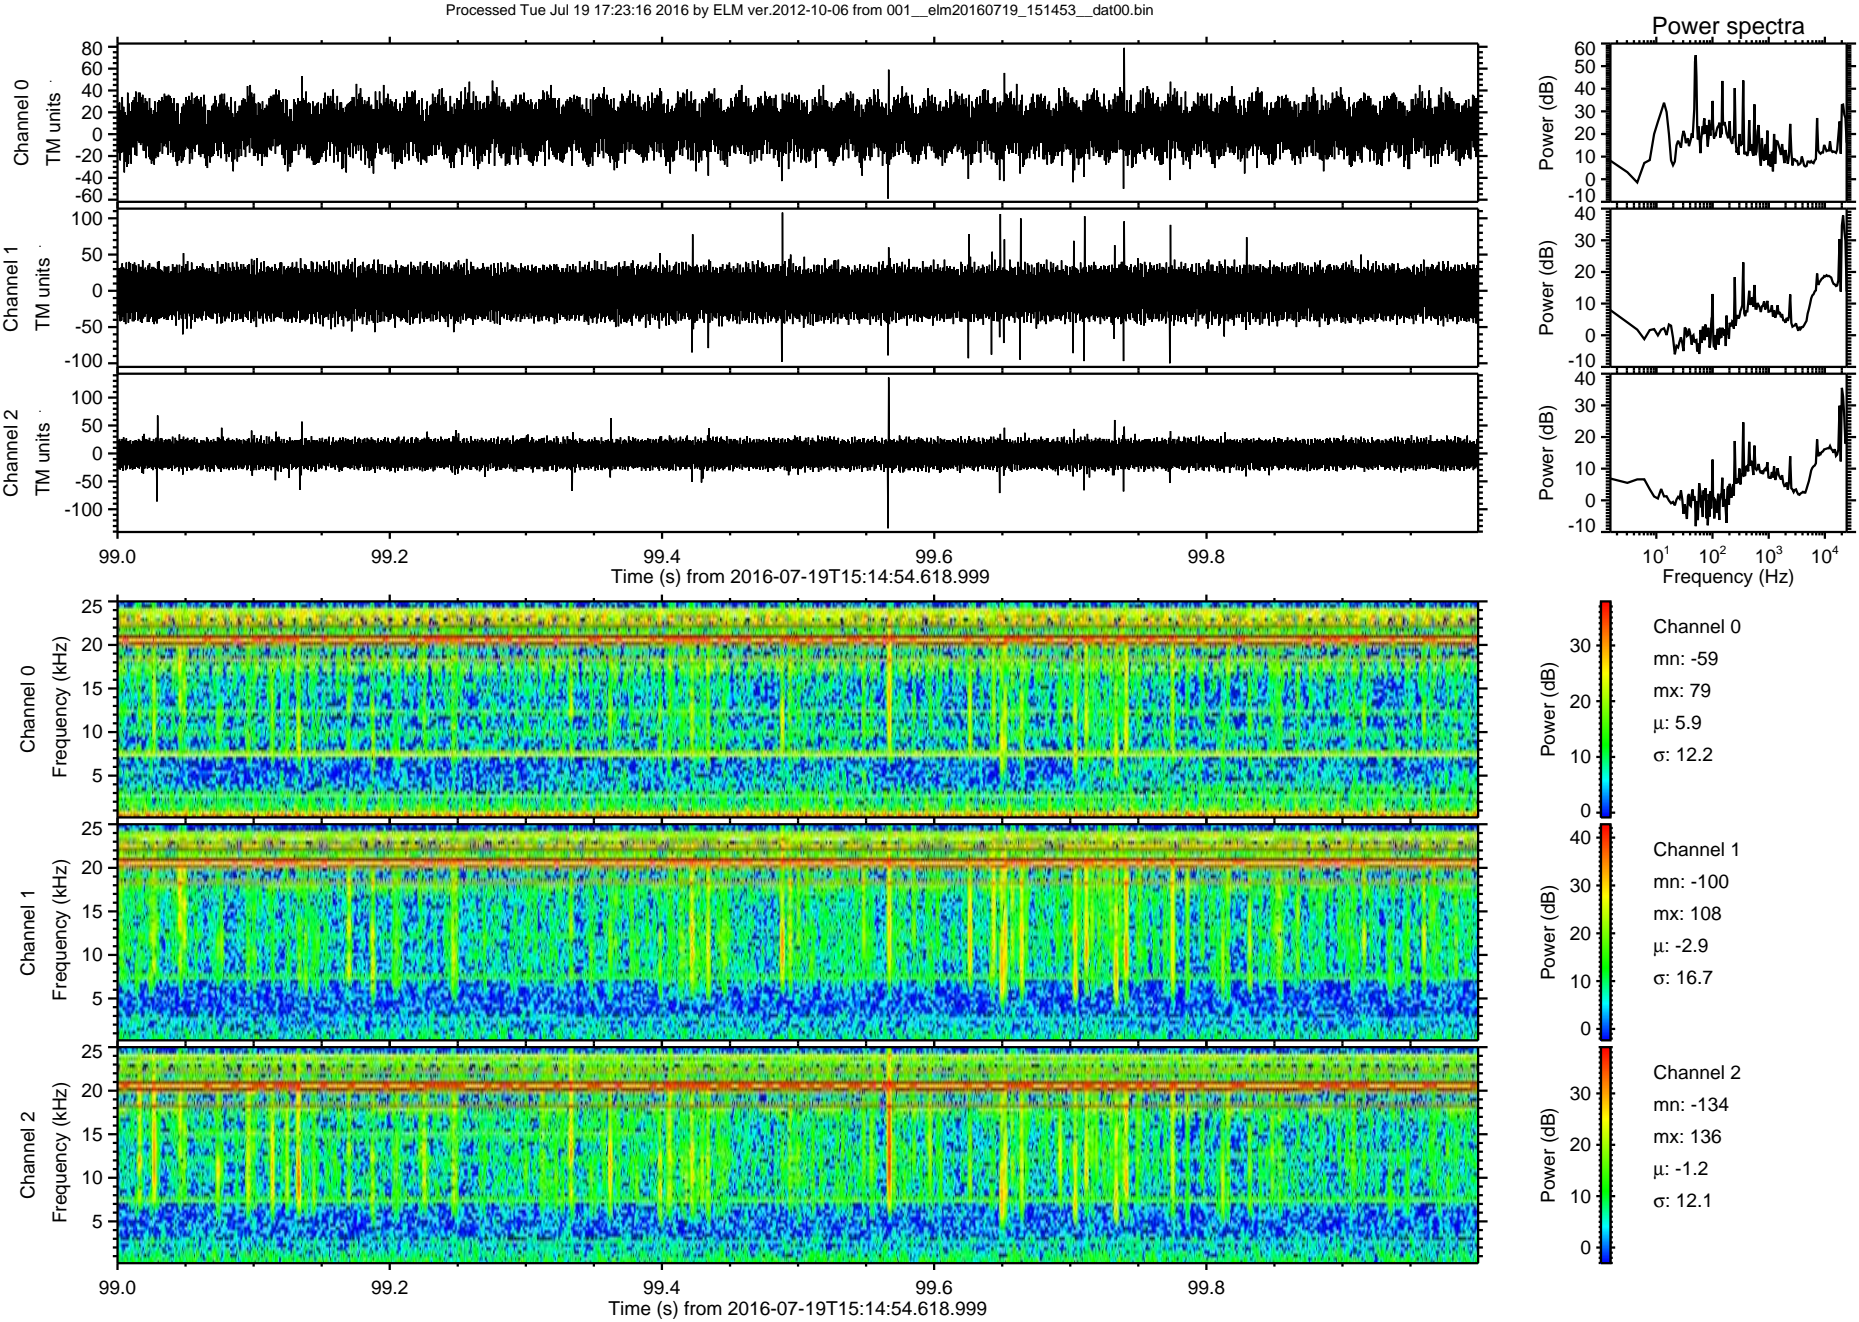 Processed Tue Jul 19 17:23:16 2016 by ELM ver.2012-10-06 from 001__elm20160719_151453__dat00.bin
Power spectra
Channel 0
TM units
80
60
40
20
0
-20
-40
-60
Power (dB)
60
50
40
30
20
10
0
-10
Channel 1
TM units
100
50
0
-50
-100
Power (dB)
40
30
20
10
0
-10
Channel 2
TM units
100
50
0
-50
-100
Power (dB)
40
30
20
10
0
-10
99.0 99.2 99.4 99.6 99.8
Time (s) from 2016-07-19T15:14:54.618.999
10¹ 10² 10³ 10⁴
Frequency (Hz)
Channel 0
Frequency (kHz)
25
20
15
10
5
Power (dB)
30
20
10
0
Channel 0
mn: -59
mx: 79
μ: 5.9
σ: 12.2
Channel 1
Frequency (kHz)
25
20
15
10
5
Power (dB)
40
30
20
10
0
Channel 1
mn: -100
mx: 108
μ: -2.9
σ: 16.7
Channel 2
Frequency (kHz)
25
20
15
10
5
Power (dB)
30
20
10
0
Channel 2
mn: -134
mx: 136
μ: -1.2
σ: 12.1
99.0 99.2 99.4 99.6 99.8
Time (s) from 2016-07-19T15:14:54.618.999